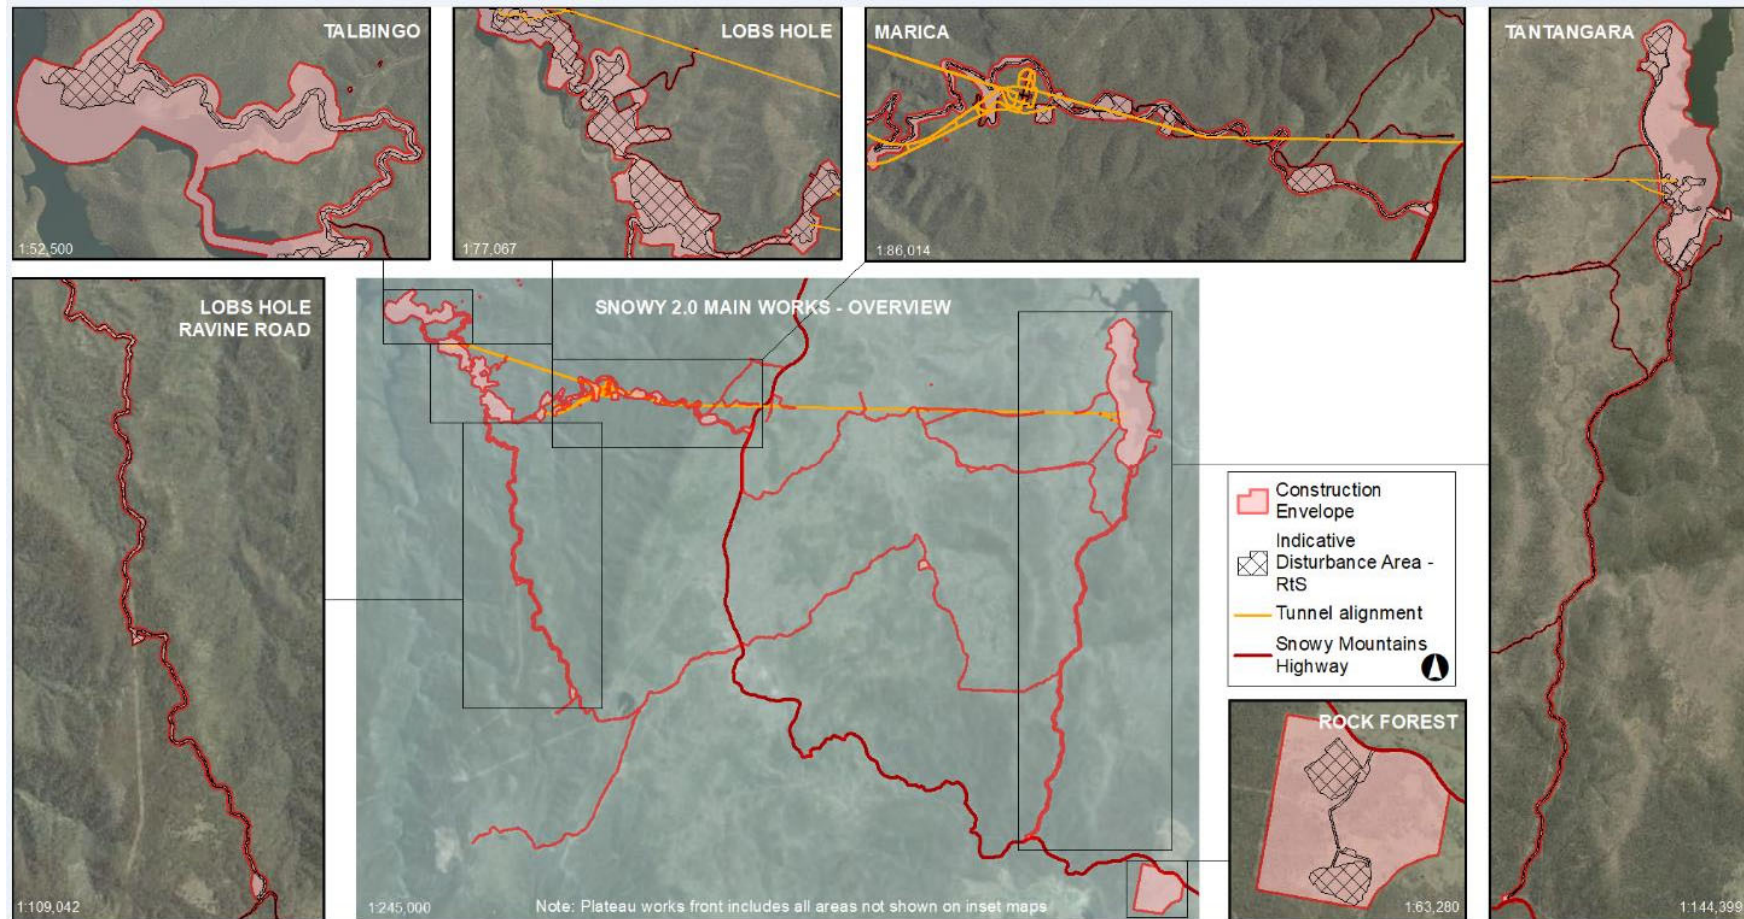 TALBINGO
1:52,500
LOBS HOLE
1:77,067
MARICA
1:86,014
TANTANGARA
1:144,399
LOBS HOLE
RAVINE ROAD
1:109,042
SNOWY 2.0 MAIN WORKS - OVERVIEW
1:245,000
Note: Plateau works front includes all areas not shown on inset maps
Construction
Envelope
Indicative
Disturbance Area -
RtS
Tunnel alignment
Snowy Mountains
Highway
ROCK FOREST
1:63,280